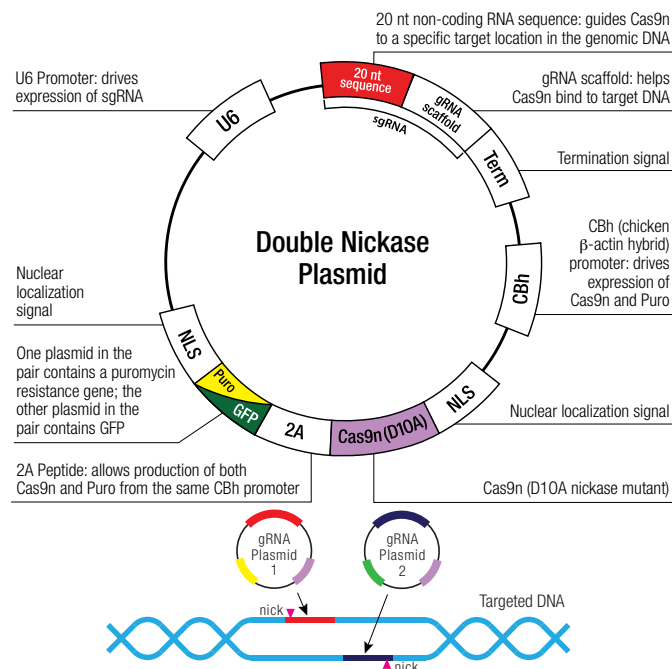 20 nt non-coding RNA sequence: guides Cas9n
to a specific target location in the genomic DNA
U6 Promoter: drives
expression of sgRNA
gRNA scaffold: helps
Cas9n bind to target DNA
Termination signal
CBh (chicken
β-actin hybrid)
promoter: drives
expression of
Cas9n and Puro
Nuclear
localization
signal
One plasmid in the
pair contains a puromycin
resistance gene; the
other plasmid in the
pair contains GFP
Nuclear localization signal
2A Peptide: allows production of both
Cas9n and Puro from the same CBh promoter
Cas9n (D10A nickase mutant)
U6
20 nt
sequence
gRNA
scaffold
sgRNA
Term
CBh
NLS
Cas9n (D10A)
2A
GFP
Puro
NLS
Double Nickase
Plasmid
gRNA
Plasmid
1
gRNA
Plasmid
2
Targeted DNA
nick
nick